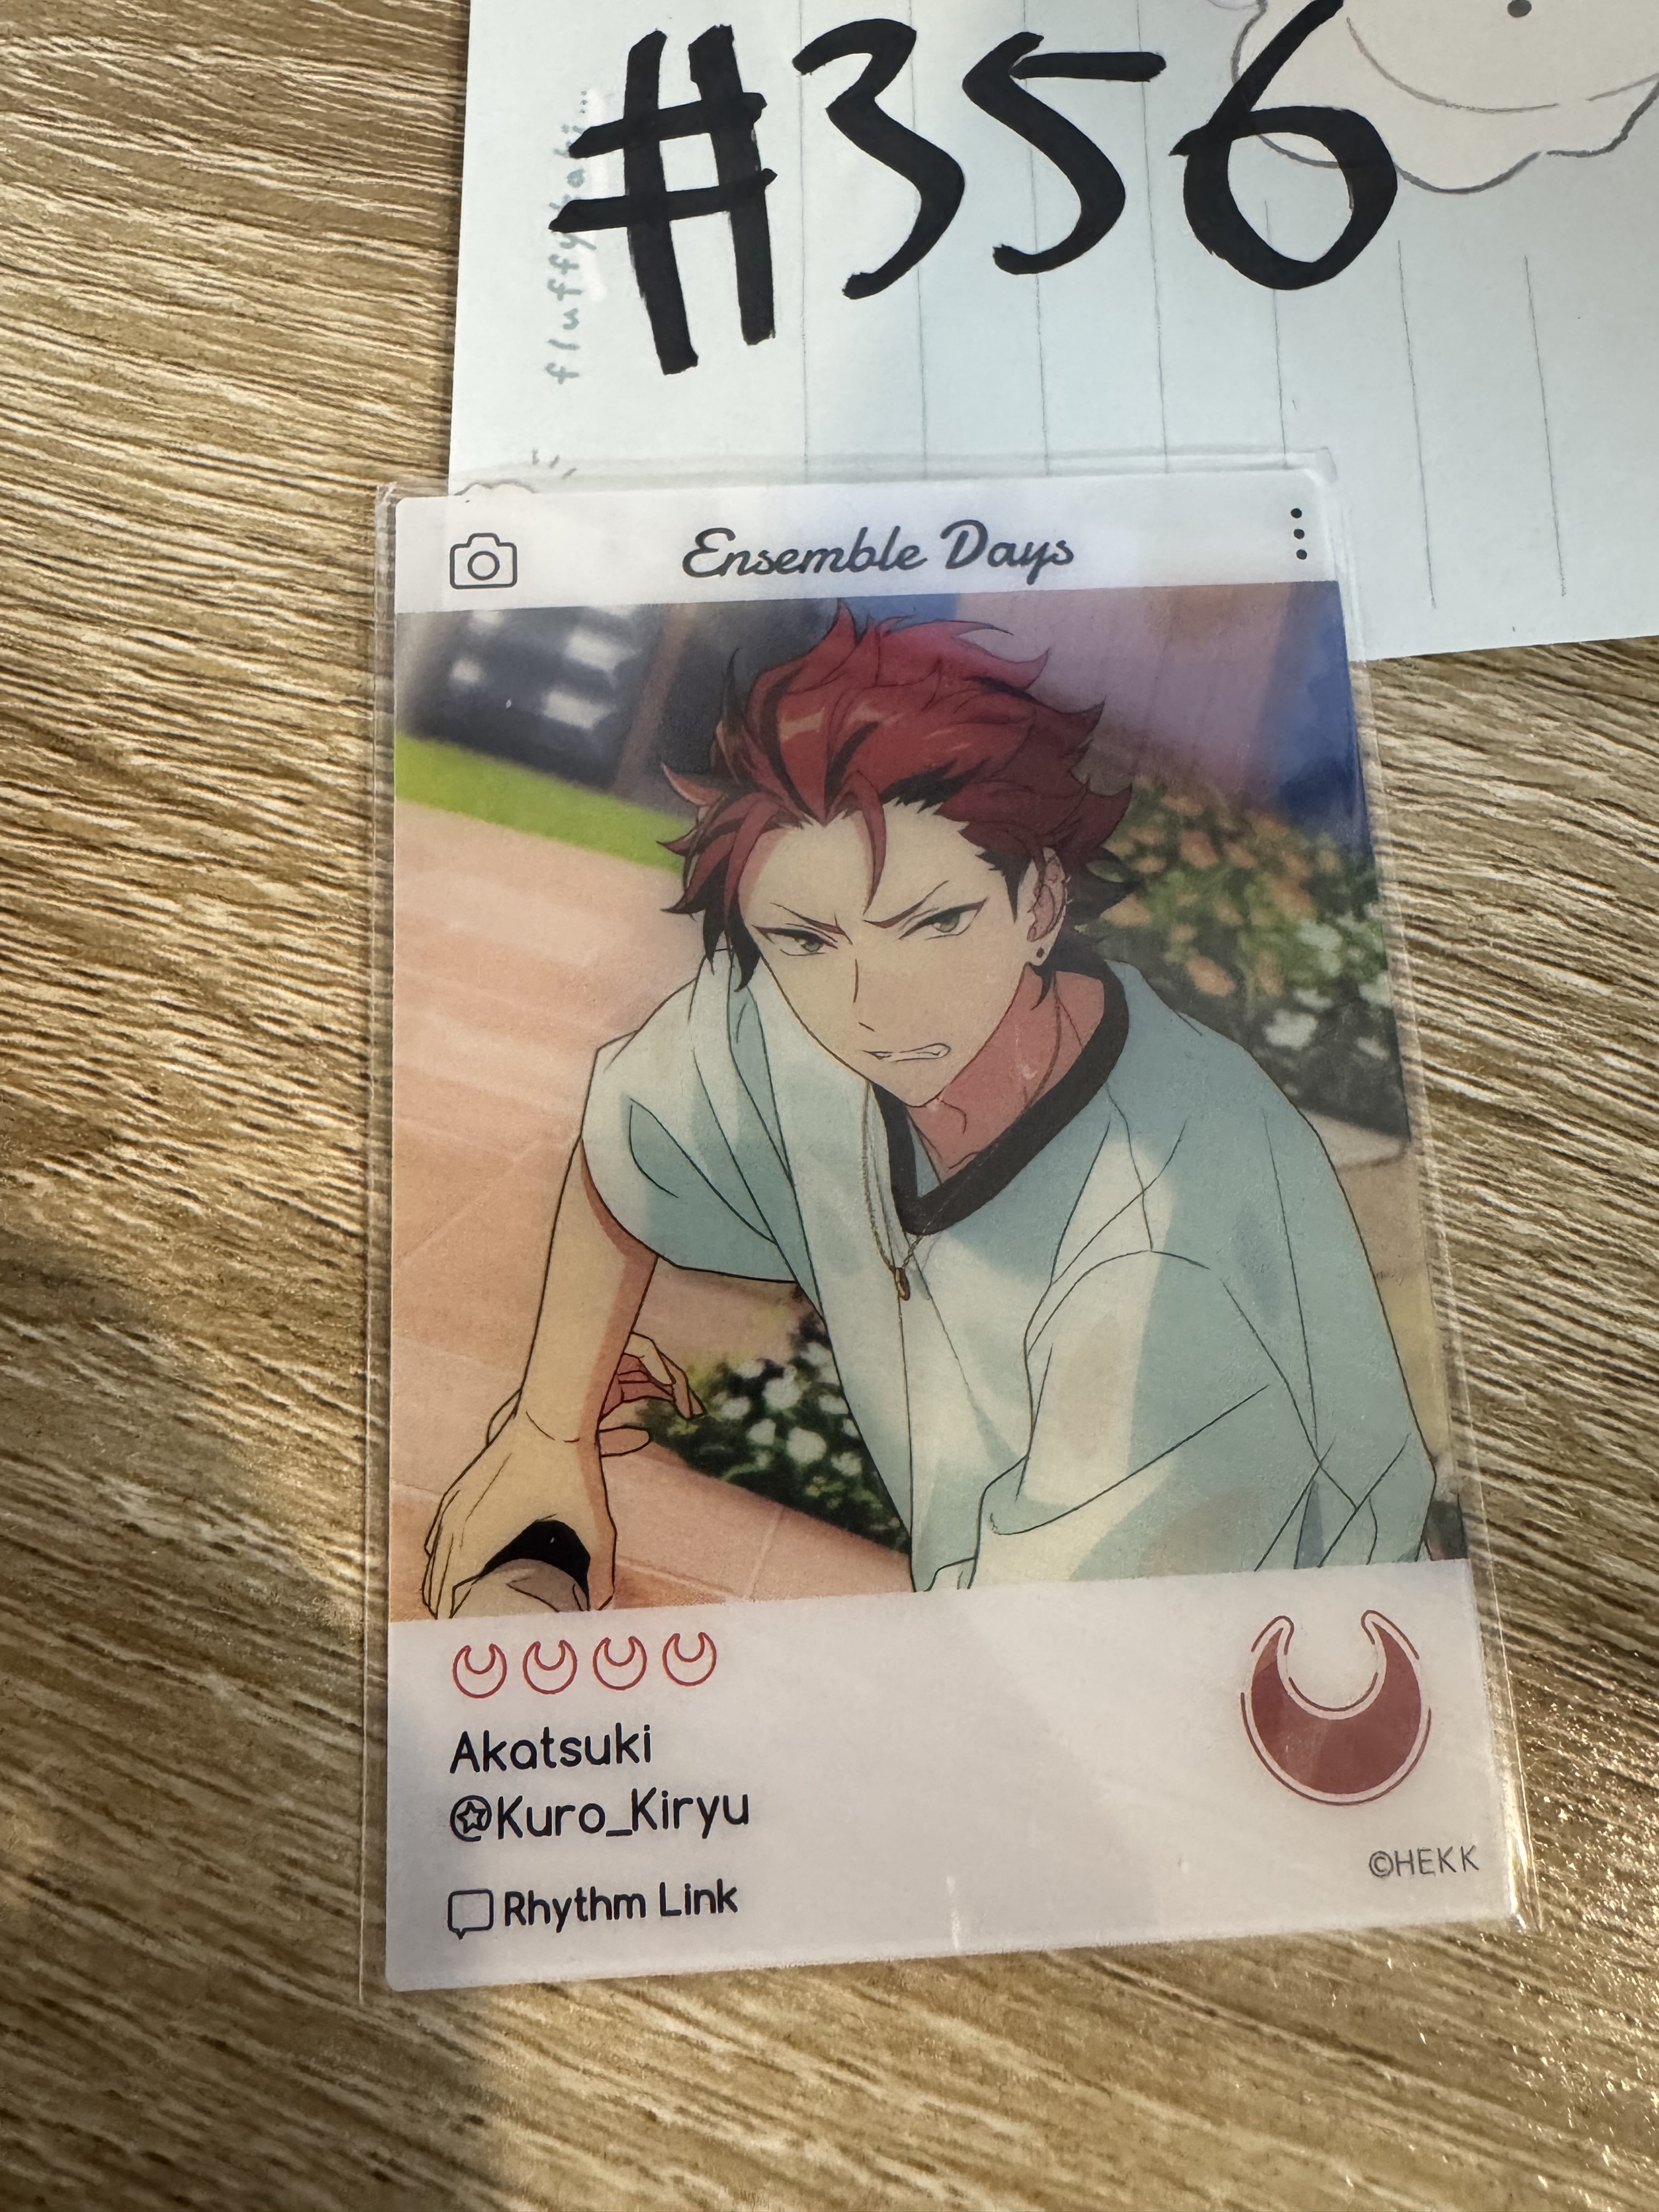 #356
Ensemble Days
Akatsuki
@Kuro_Kiryu
Rhythm Link
©HEKK